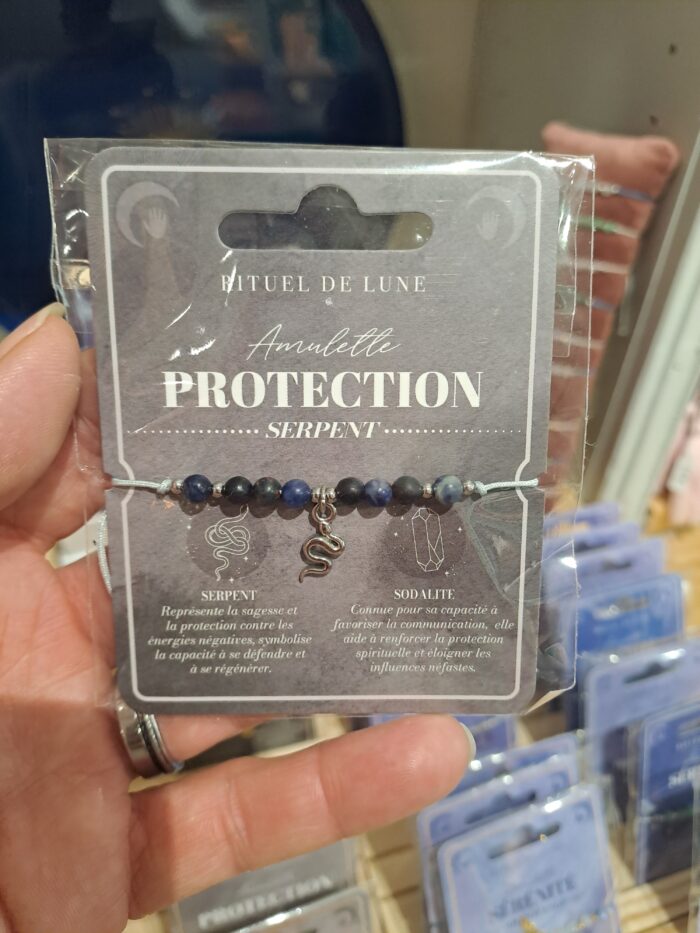 RITUEL DE LUNE
Amulette
PROTECTION
SERPENT
SERPENT
Représente la sagesse et
la protection contre les
énergies négatives, symbolise
la capacité à se défendre et
à se régénérer.
SODALITE
Connue pour sa capacité à
favoriser la communication, elle
aide à renforcer la protection
spirituelle et éloigner les
influences néfastes.
PROTECTION
SÉRÉNITÉ